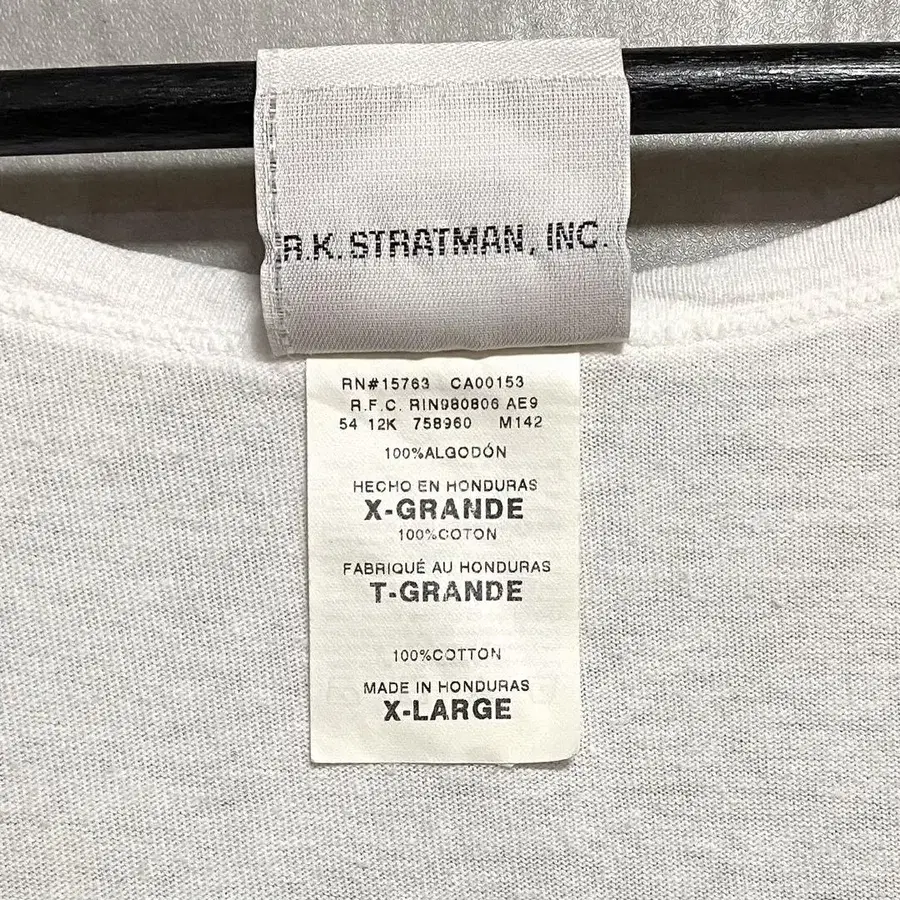 R.K. STRATMAN, INC.
RN#15763 CA00153
R.F.C. RIN980806 AE9
54 12K 758960 M142
100%ALGODÓN
HECHO EN HONDURAS
X-GRANDE
100%COTON
FABRIQUÉ AU HONDURAS
T-GRANDE
100%COTTON
MADE IN HONDURAS
X-LARGE